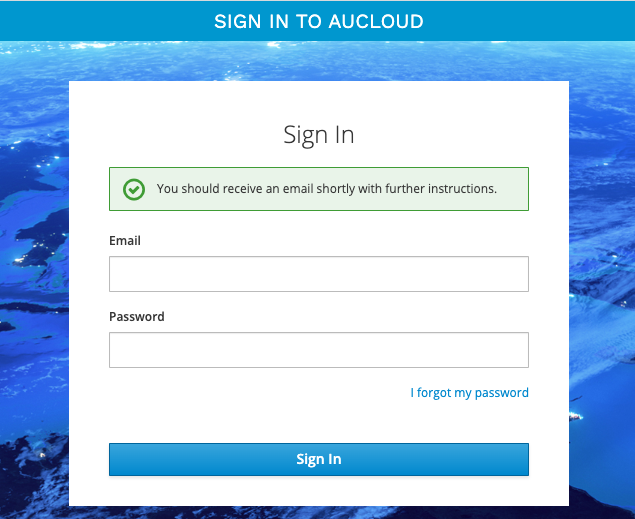 SIGN IN TO AUCLOUD
Sign In
You should receive an email shortly with further instructions.
Email
Password
I forgot my password
Sign In